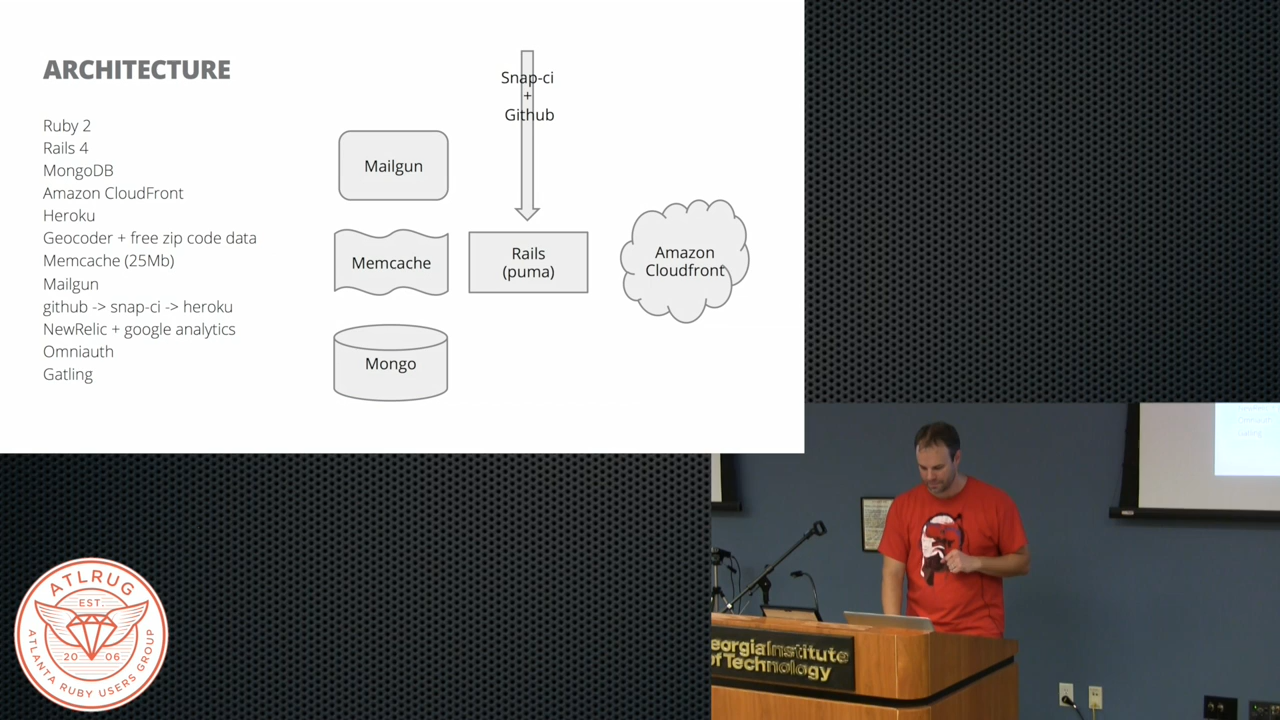 ARCHITECTURE
Ruby 2
Rails 4
MongoDB
Amazon CloudFront
Heroku
Geocoder + free zip code data
Memcache (25Mb)
Mailgun
github -> snap-ci -> heroku
NewRelic + google analytics
Omniauth
Gatling
Snap-ci
+
Github
Mailgun
Memcache
Rails
(puma)
Amazon
Cloudfront
Mongo
ATLRUG
EST.
20 06
ATLANTA RUBY USERS GROUP
eorgiaInstitute
of Technology